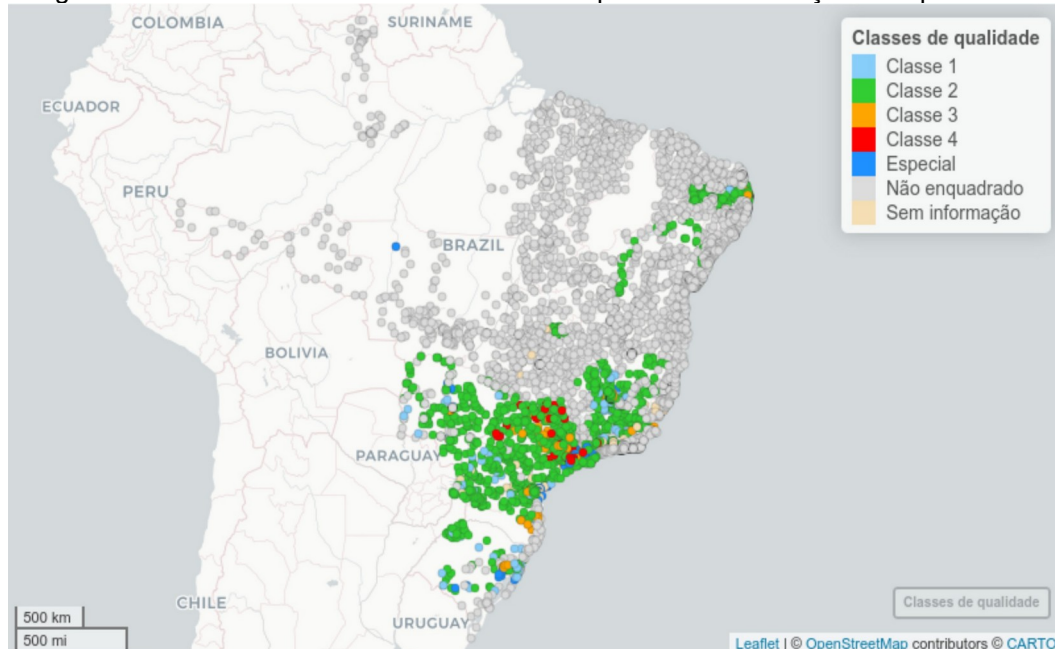 COLOMBIA
SURINAME
Classes de qualidade
Classe 1
Classe 2
Classe 3
Classe 4
Especial
Não enquadrado
Sem informação
ECUADOR
PERU
BRAZIL
BOLIVIA
PARAGUAY
CHILE
URUGUAY
Classes de qualidade
500 km
500 mi
Leaflet | © OpenStreetMap contributors © CARTO